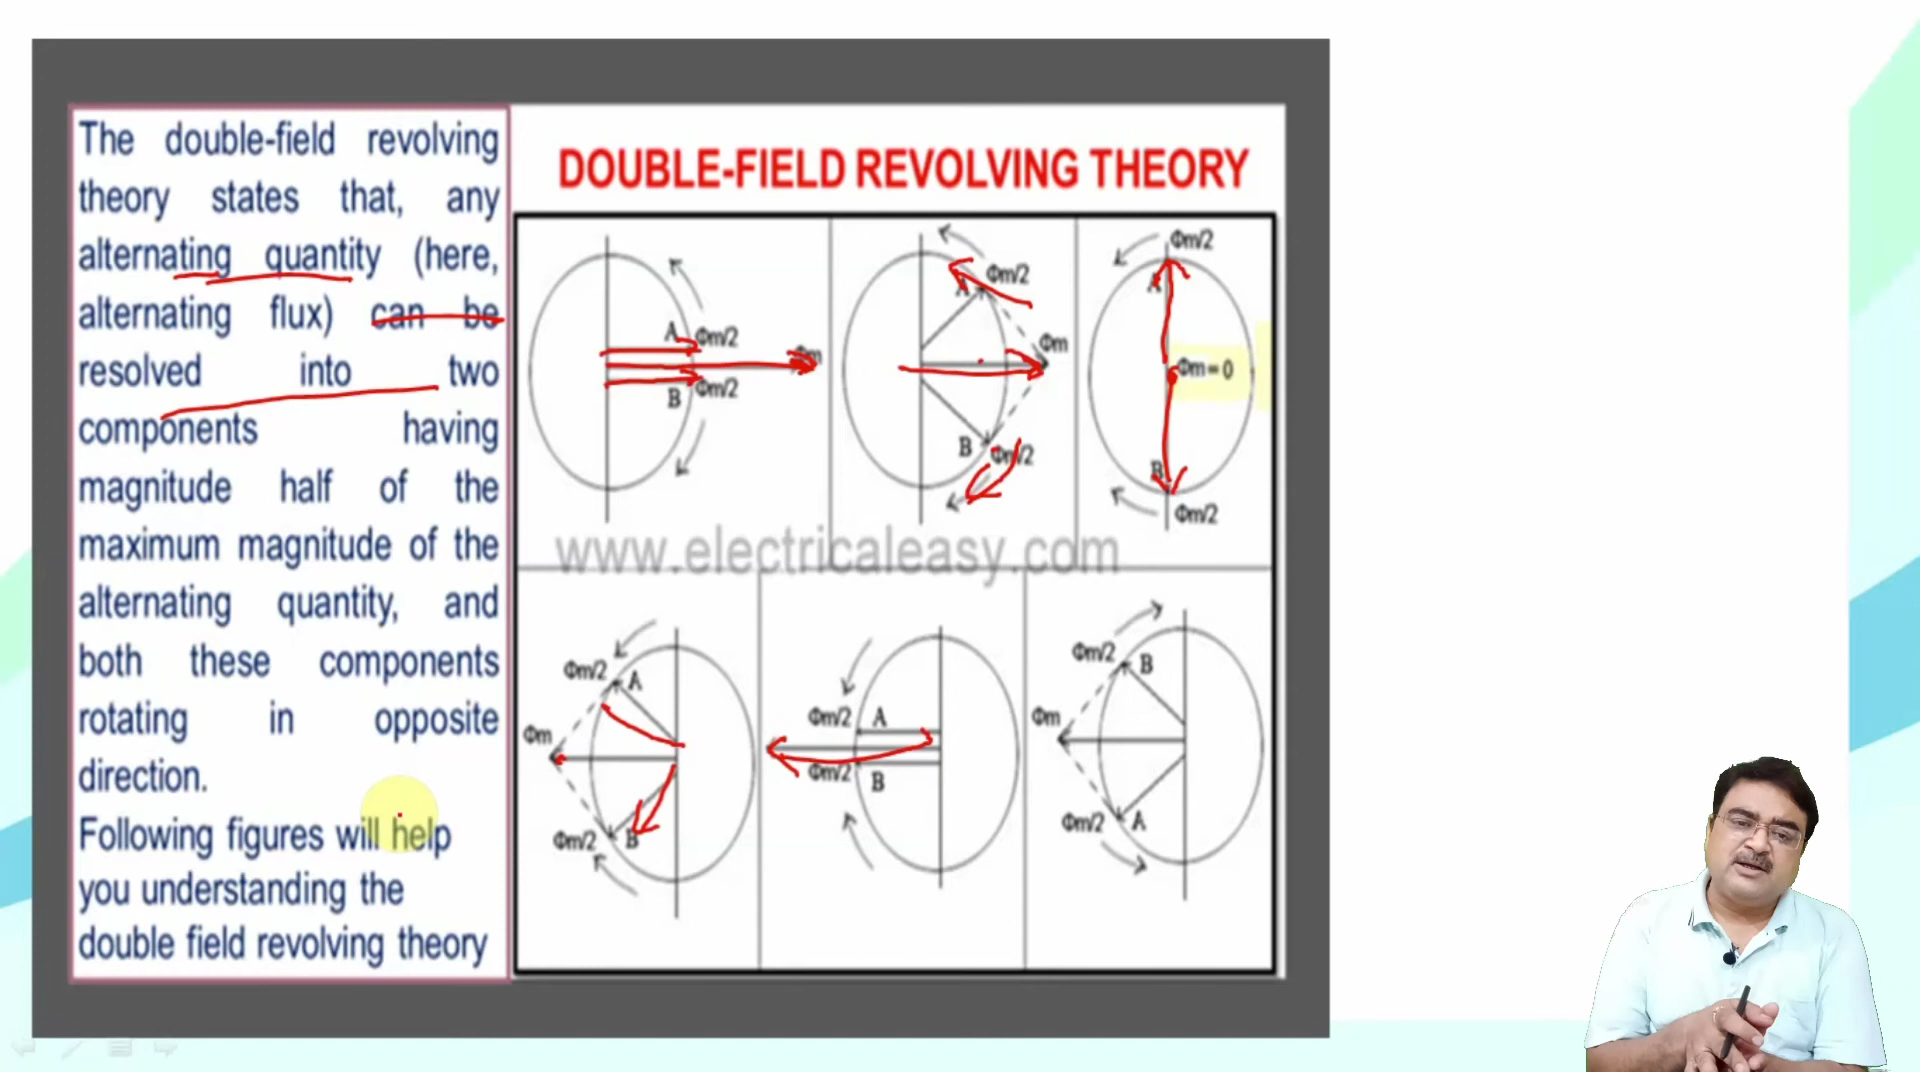 The double-field revolving
theory states that, any
alternating quantity (here,
alternating flux) can be
resolved into two
components having
magnitude half of the
maximum magnitude of the
alternating quantity, and
both these components
rotating in opposite
direction.
Following figures will help
you understanding the
double field revolving theory
DOUBLE-FIELD REVOLVING THEORY
A Φm/2
Φm
B Φm/2
A Φm/2
Φm
B Φm/2
Φm/2
A
Φm=0
B
Φm/2
www.electricaleasy.com
Φm/2 A
Φm
Φm/2 B
Φm/2 A
Φm/2 B
Φm/2 B
Φm
Φm/2 A